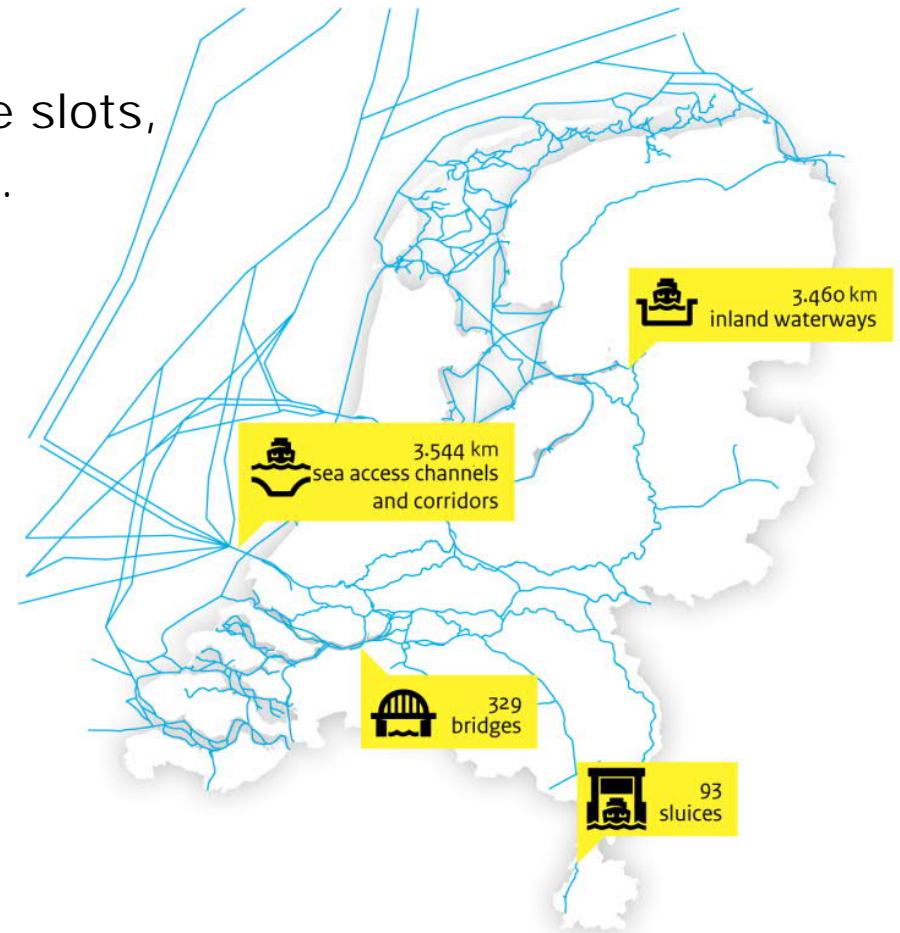 e slots,
.
3.460 km
inland waterways
3.544 km
sea access channels
and corridors
329
bridges
93
sluices